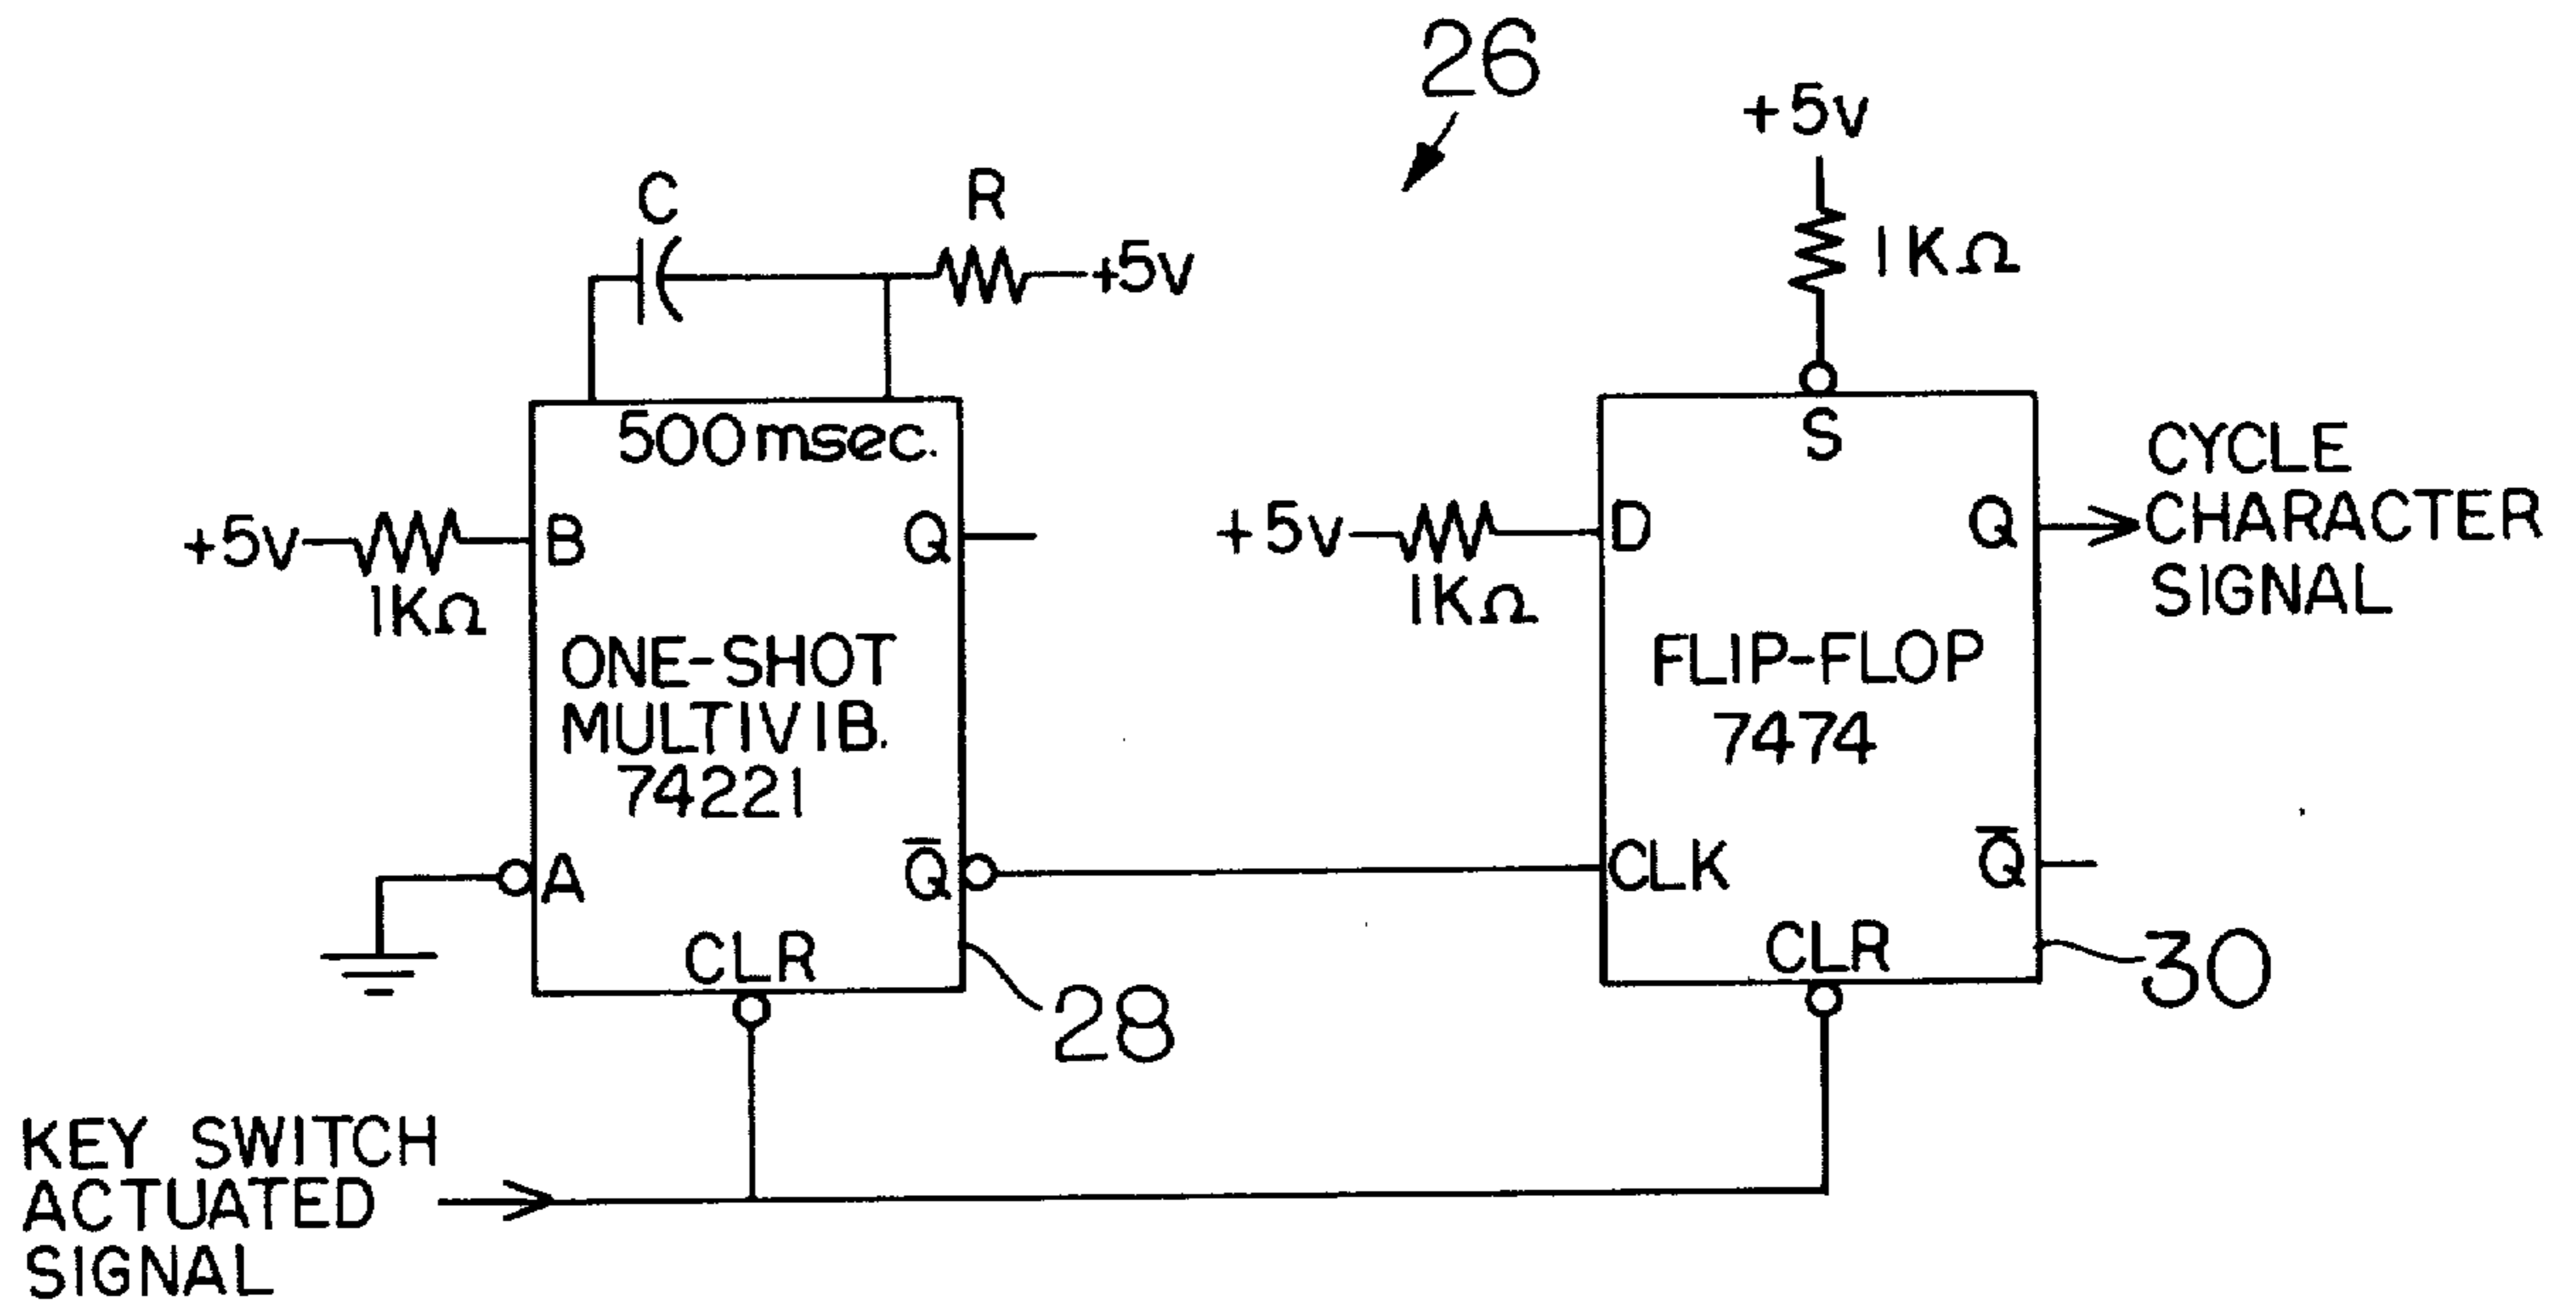 26
+5v
1KΩ
C
R
+5v
500msec.
+5v
1KΩ
B
Q
ONE-SHOT
MULTIVIB.
74221
A
Q̅
CLR
28
S
+5v
1KΩ
D
Q
FLIP-FLOP
7474
CLK
Q̅
CLR
30
CYCLE
CHARACTER
SIGNAL
KEY SWITCH
ACTUATED
SIGNAL